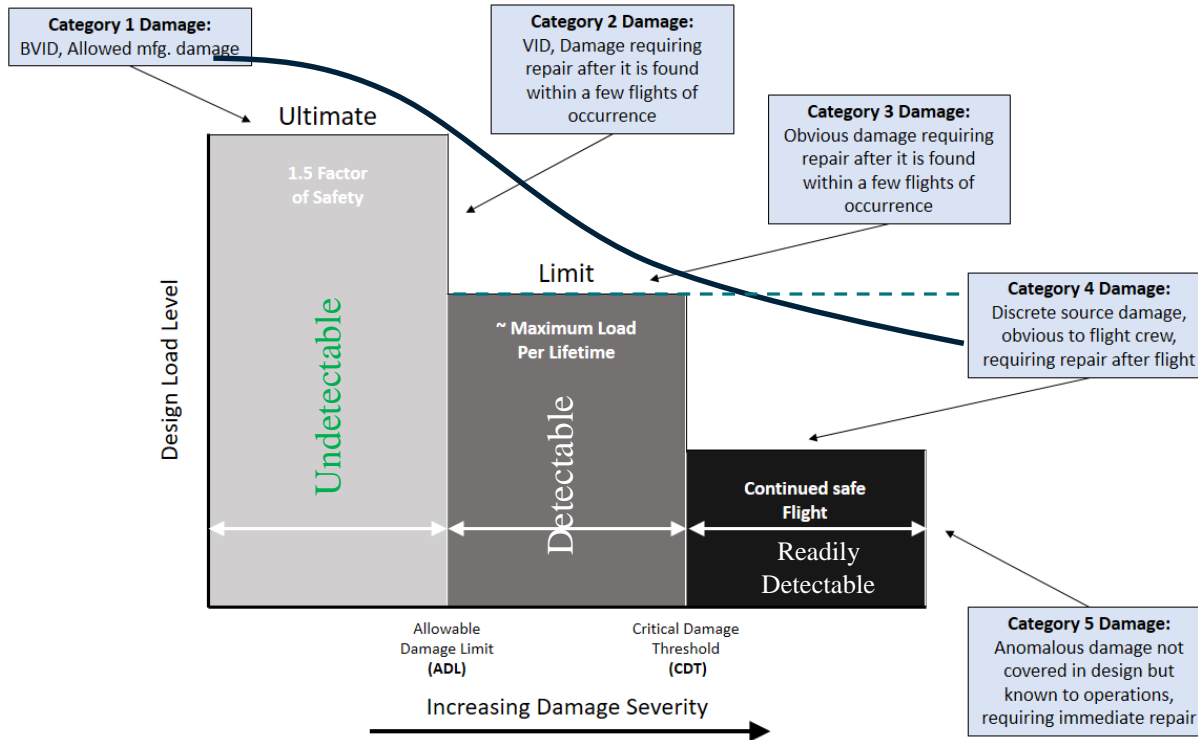 Category 1 Damage:
BVID, Allowed mfg. damage
Category 2 Damage:
VID, Damage requiring
repair after it is found
within a few flights of
occurrence
Category 3 Damage:
Obvious damage requiring
repair after it is found
within a few flights of
occurrence
Category 4 Damage:
Discrete source damage,
obvious to flight crew,
requiring repair after flight
Category 5 Damage:
Anomalous damage not
covered in design but
known to operations,
requiring immediate repair
Design Load Level
Ultimate
1.5 Factor
of Safety
Undetectable
Limit
~ Maximum Load
Per Lifetime
Detectable
Continued safe
Flight
Readily
Detectable
Allowable
Damage Limit
(ADL)
Critical Damage
Threshold
(CDT)
Increasing Damage Severity